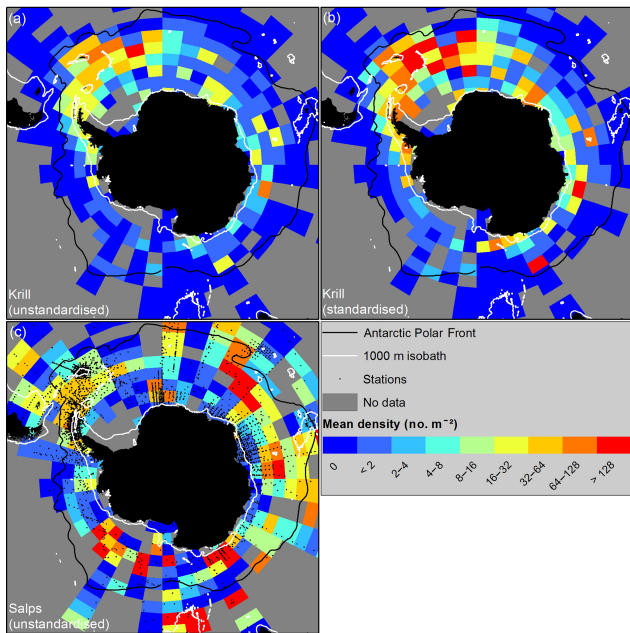 (a)
Krill
(unstandardised)
(b)
Krill
(standardised)
(c)
Salps
(unstandardised)
Antarctic Polar Front
1000 m isobath
Stations
No data
Mean density (no. m⁻²)
0
< 2
2–4
4–8
8–16
16–32
32–64
64–128
> 128